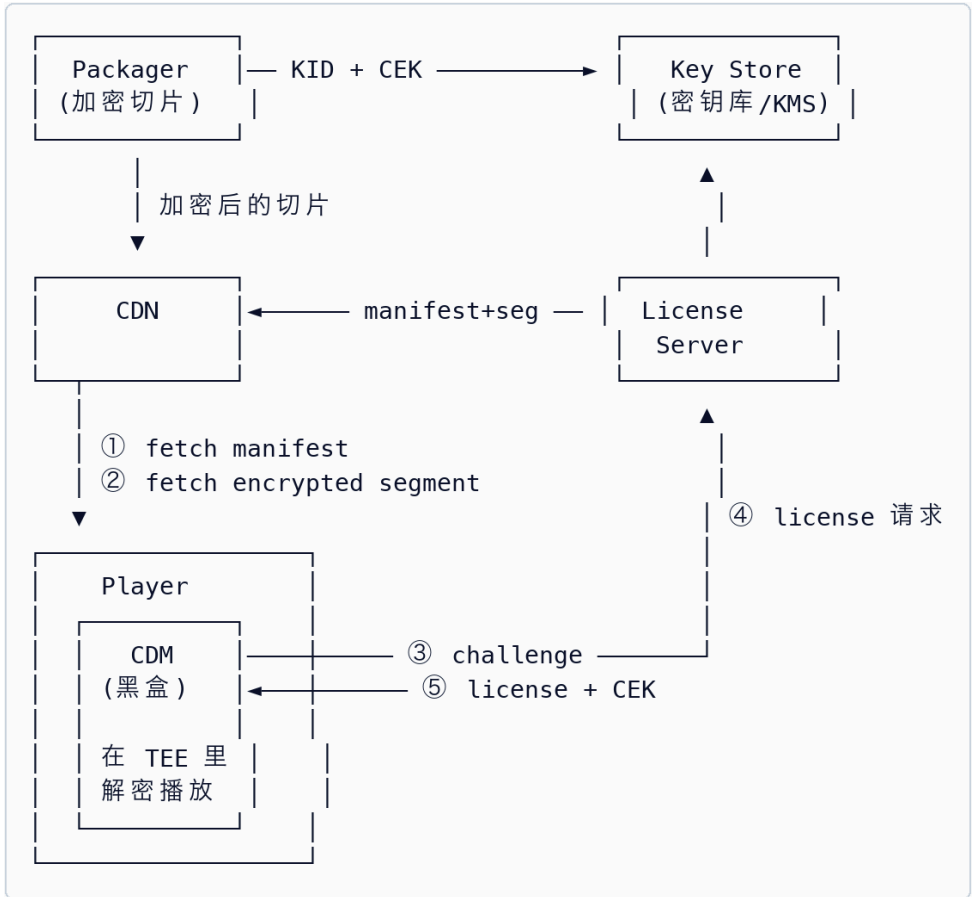 Packager
KID + CEK
Key Store
(加密切片)
(密钥库/KMS)
加密后的切片
CDN
manifest+seg
License
Server
① fetch manifest
② fetch encrypted segment
④ license 请求
Player
CDM
③ challenge
(黑盒)
⑤ license + CEK
在 TEE 里
解密播放